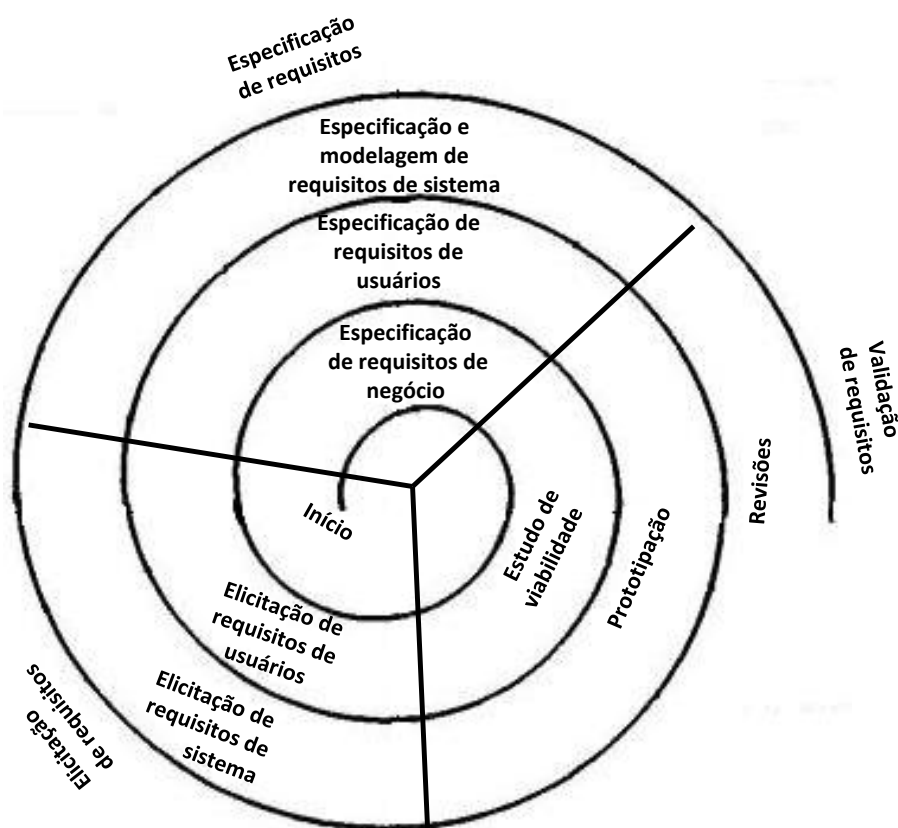 Especificação
de requisitos
Especificação e
modelagem de
requisitos de sistema
Especificação de
requisitos de
usuários
Especificação
de requisitos de
negócio
Validação
de requisitos
Revisões
Início
Estudo de
viabilidade
Prototipação
Elicitação de
requisitos de
usuários
Elicitação de
requisitos de
sistema
Elicitação
de requisitos